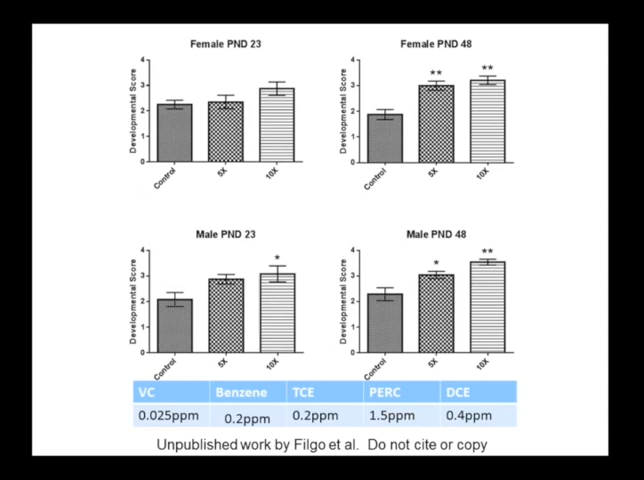 Female PND 23
Female PND 48
Developmental Score
4
3
2
1
0
Control
5X
10X
Developmental Score
4
3
2
1
0
**
**
Control
5X
10X
Male PND 23
Male PND 48
Developmental Score
4
3
2
1
0
*
Control
5X
10X
Developmental Score
4
3
2
1
0
*
**
Control
5X
10X
VC Benzene TCE PERC DCE
0.025ppm 0.2ppm 0.2ppm 1.5ppm 0.4ppm
Unpublished work by Filgo et al. Do not cite or copy